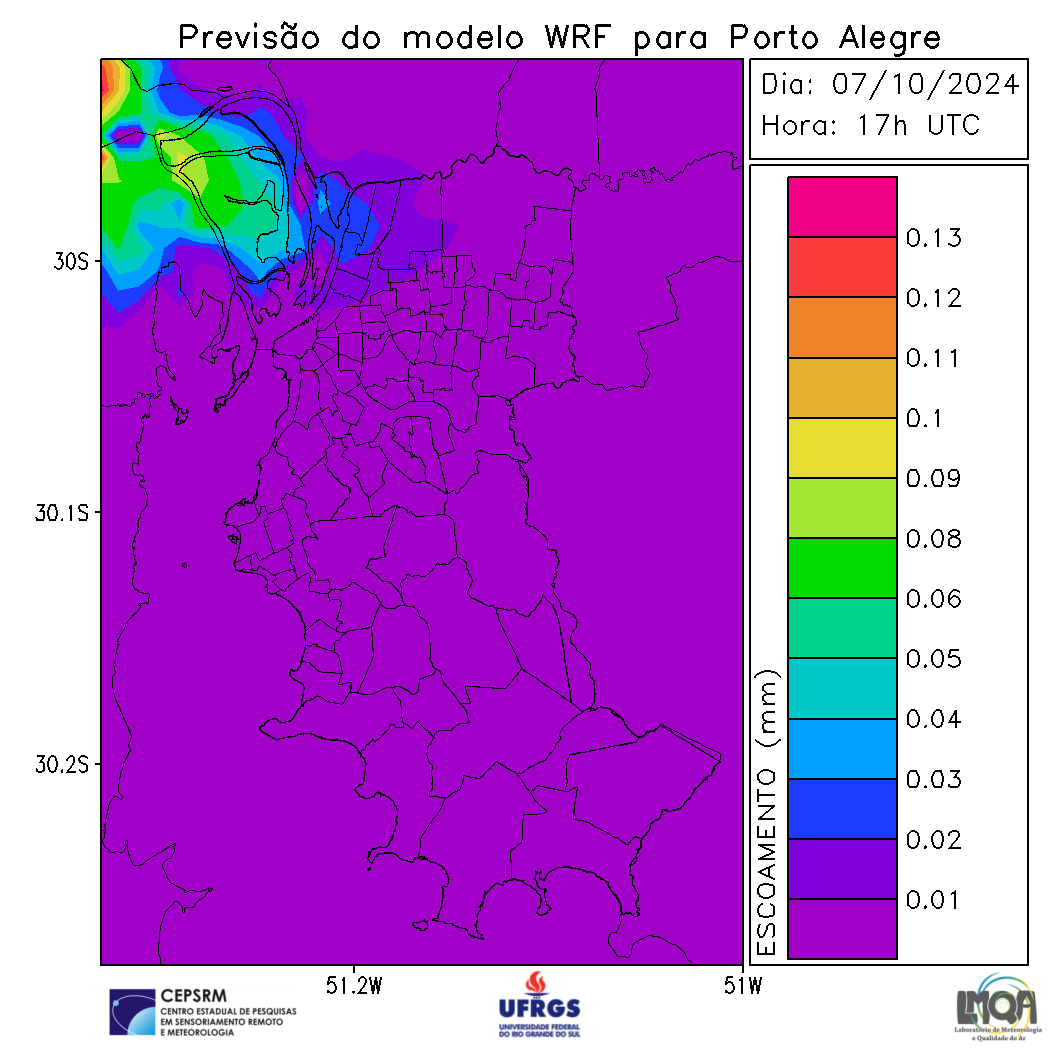 Previsão do modelo WRF para Porto Alegre
Dia: 07/10/2024
Hora: 17h UTC
30S
30.1S
30.2S
51.2W
51W
ESCOAMENTO (mm)
0.13
0.12
0.11
0.1
0.09
0.08
0.06
0.05
0.04
0.03
0.02
0.01
CEPSRM
CENTRO ESTADUAL DE PESQUISAS
EM SENSORIAMENTO REMOTO
E METEOROLOGIA
UFRGS
UNIVERSIDADE FEDERAL
DO RIO GRANDE DO SUL
LMQA
Laboratório de Meteorologia
e Qualidade do Ar